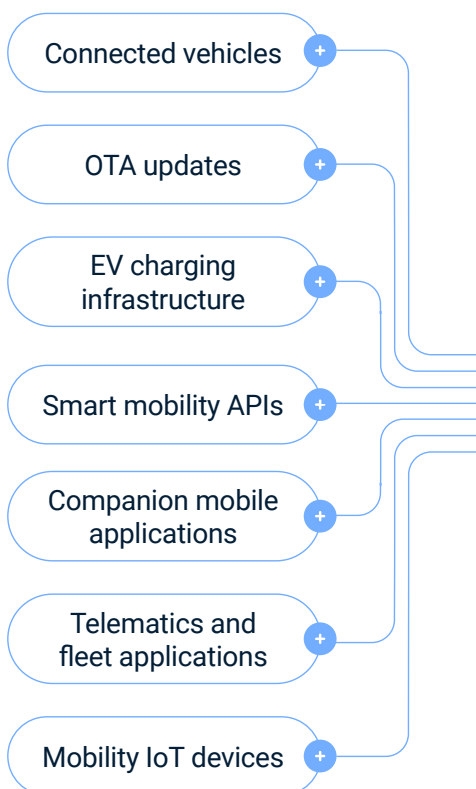 Connected vehicles
OTA updates
EV charging
infrastructure
Smart mobility APIs
Companion mobile
applications
Telematics and
fleet applications
Mobility IoT devices